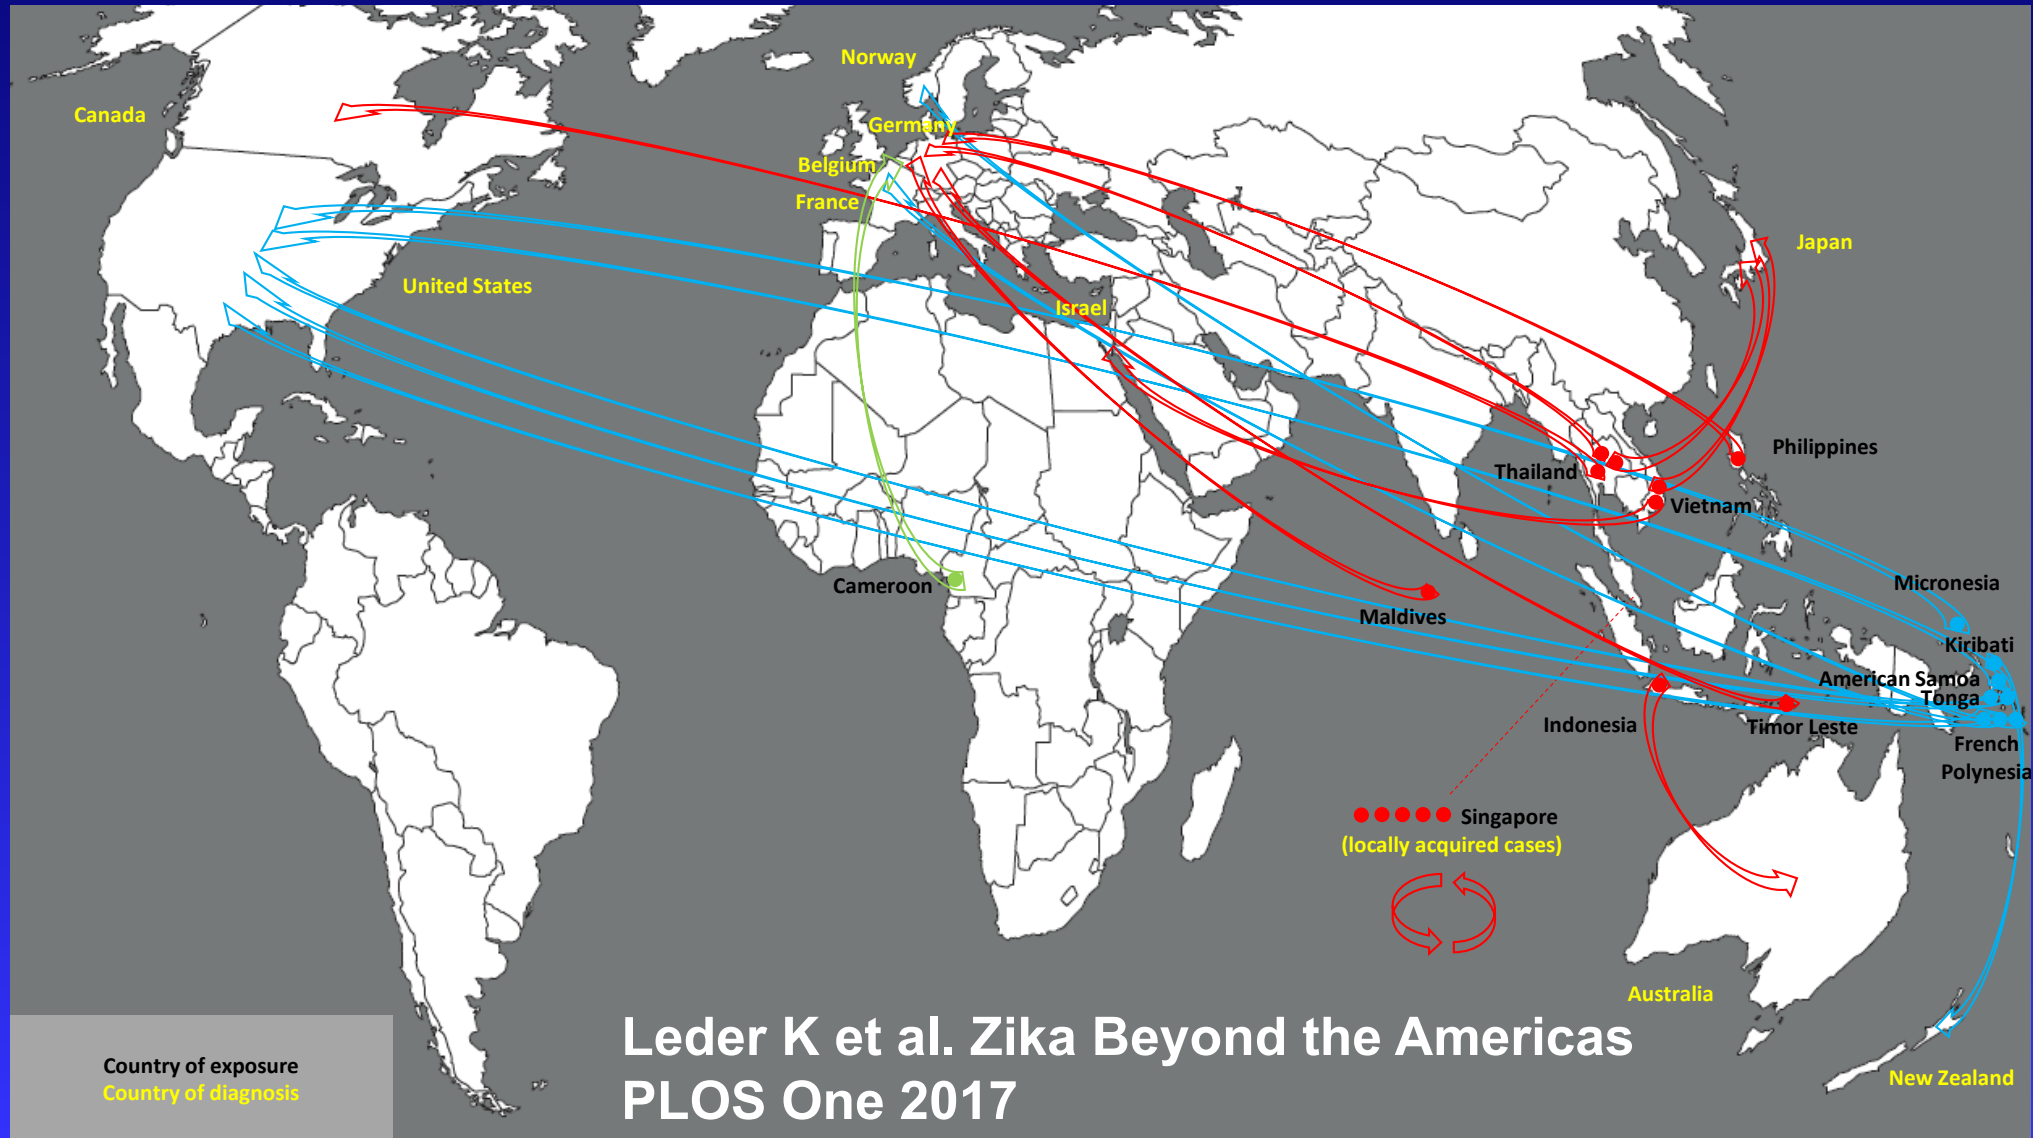 Norway
Canada
Germany
Belgium
France
Japan
United States
Israel
Philippines
Thailand
Vietnam
Cameroon
Micronesia
Maldives
Kiribati
American Samoa
Tonga
Indonesia
Timor Leste
French
Polynesia
Singapore
(locally acquired cases)
Australia
New Zealand
Country of exposure
Country of diagnosis
Leder K et al. Zika Beyond the Americas
PLOS One 2017